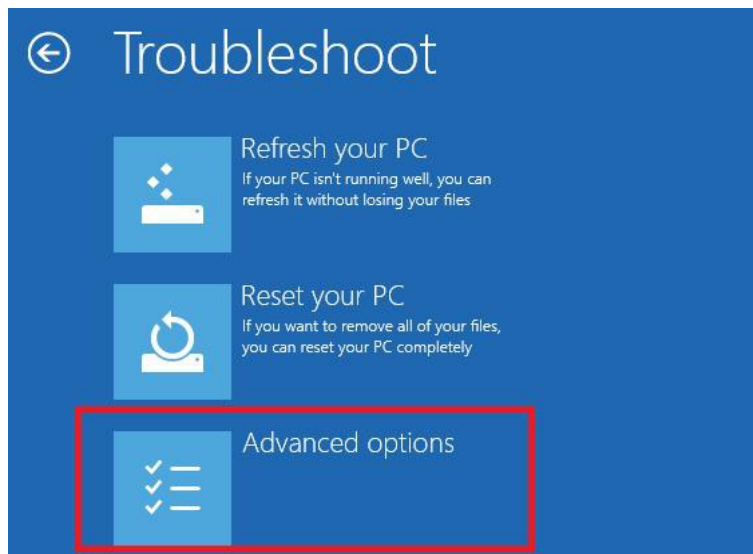 Troubleshoot
Refresh your PC
If your PC isn't running well, you can
refresh it without losing your files
Reset your PC
If you want to remove all of your files,
you can reset your PC completely
Advanced options